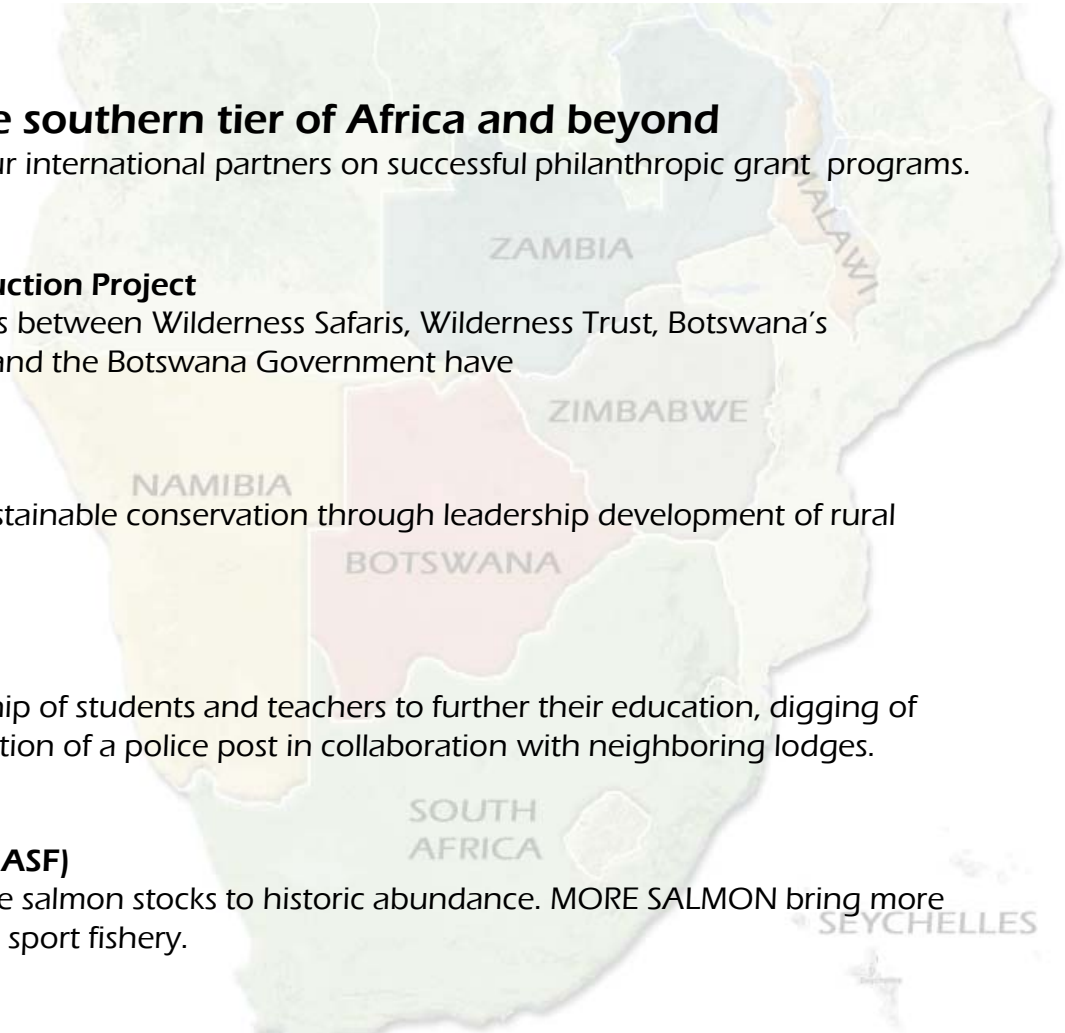 e southern tier of Africa and beyond
ur international partners on successful philanthropic grant programs.
ZAMBIA
MALAWI
uction Project
s between Wilderness Safaris, Wilderness Trust, Botswana's
and the Botswana Government have
ZIMBABWE
NAMIBIA
stainable conservation through leadership development of rural
BOTSWANA
hip of students and teachers to further their education, digging of
tion of a police post in collaboration with neighboring lodges.
SOUTH
AFRICA
ASF)
e salmon stocks to historic abundance. MORE SALMON bring more
SEYCHELLES
sport fishery.